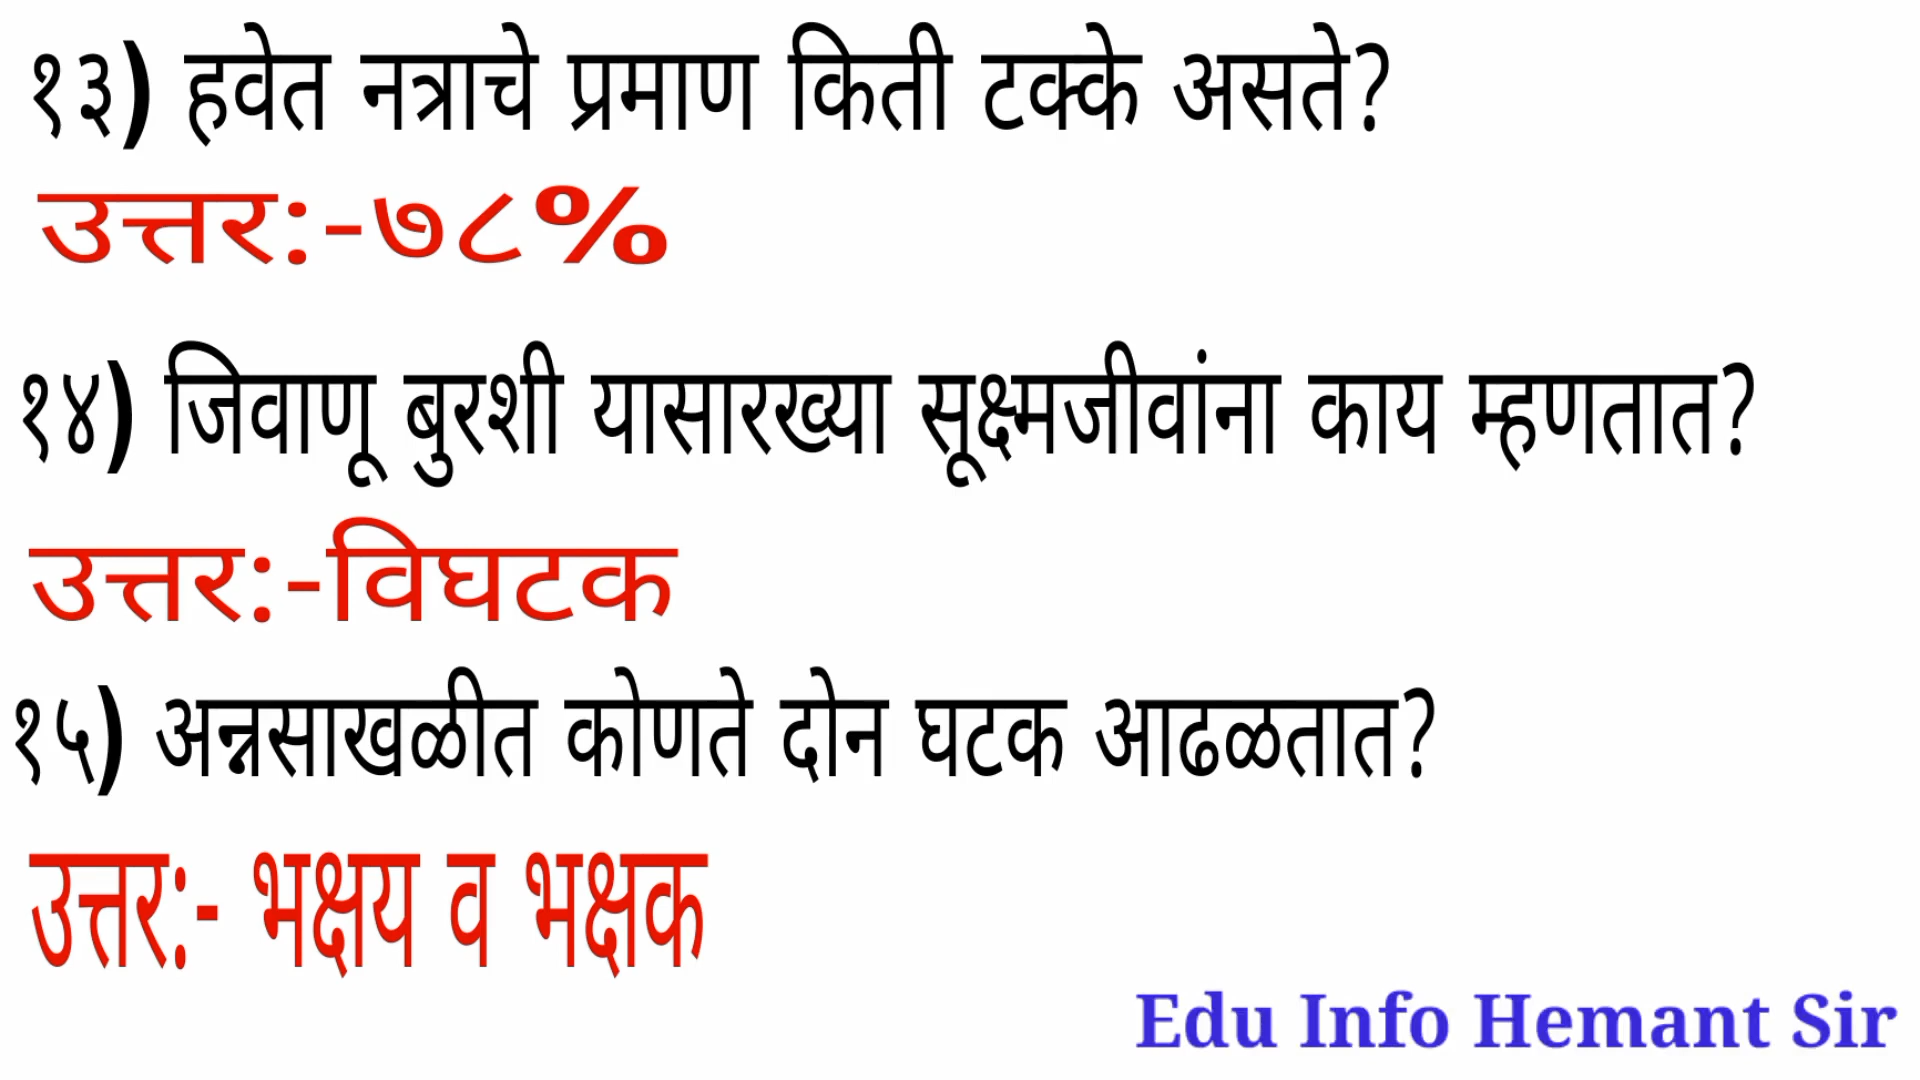 १३) हवेत नत्राचे प्रमाण किती टक्के असते?
उत्तर:-७८%
१४) जिवाणू बुरशी यासारख्या सूक्ष्मजीवांना काय म्हणतात?
उत्तर:-विघटक
१५) अन्नसाखळीत कोणते दोन घटक आढळतात?
उत्तर:- भक्षय व भक्षक
Edu Info Hemant Sir